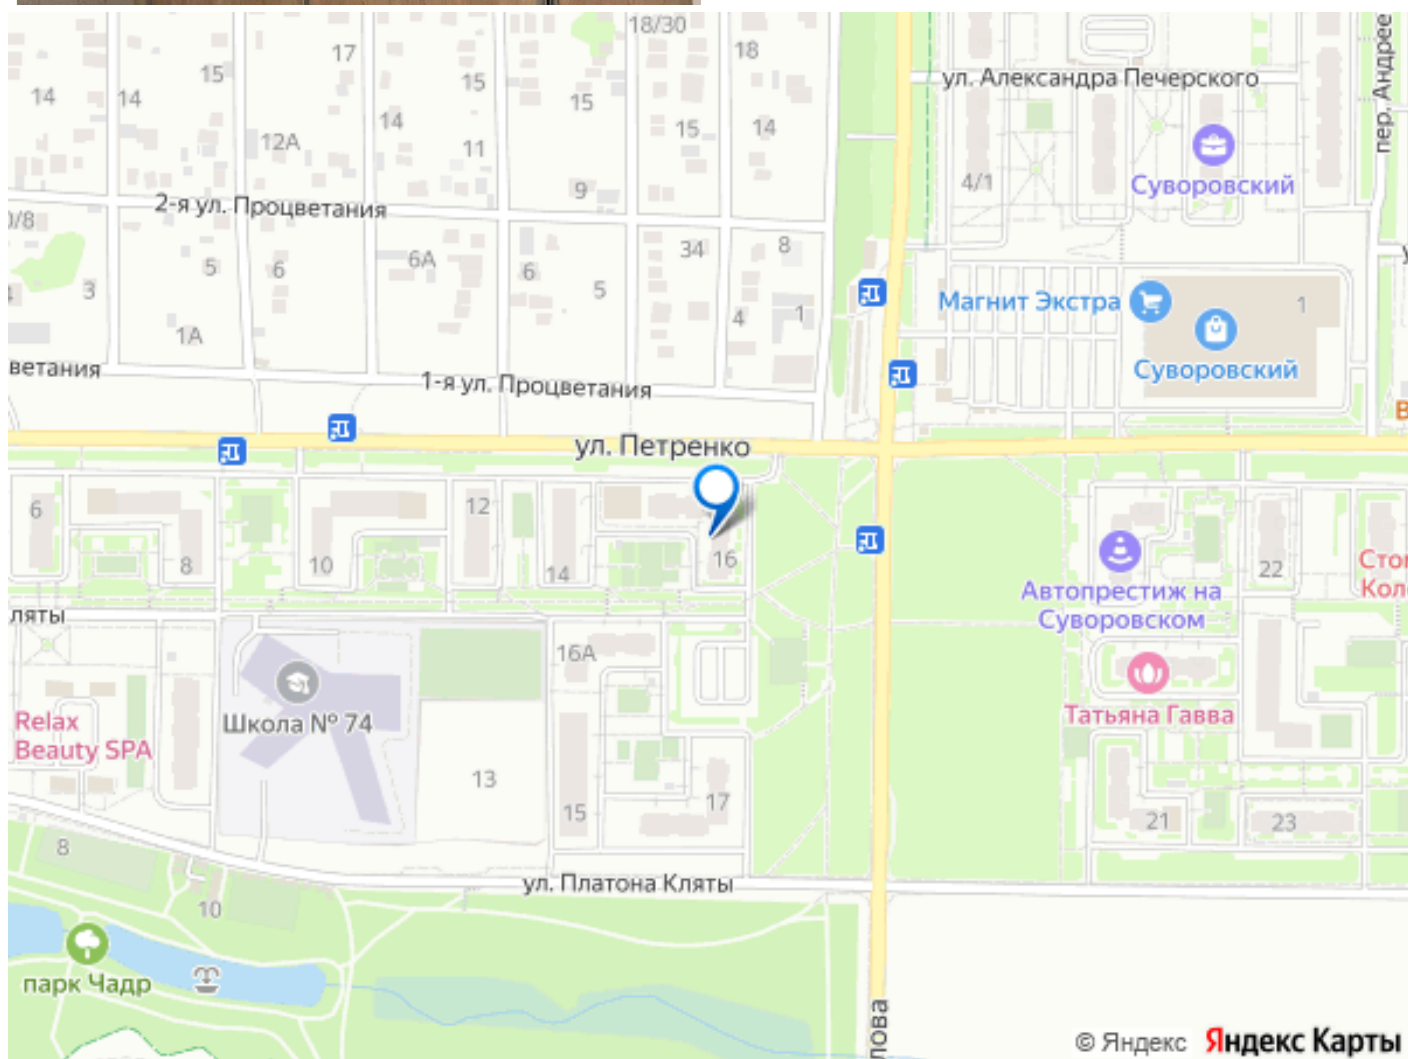 18/30
17
18
ул. Александра Печерского
пер. Андрее
15
15
14
14
15
14
15
14
12А
11
Суворовский
4/1
9
2-я ул. Процветания
0/8
34
8
6А
5
6
6
5
3
Магнит Экстра
1
4
1
1А
Суворовский
ветания
1-я ул. Процветания
ул. Петренко
6
12
8
10
14
16
22
Автопрестиж на
Суворовском
ляты
16А
Школа № 74
Татьяна Гавва
Relax
Beauty SPA
13
15
17
21
23
8
ул. Платона Кляты
10
парк Чадр
лова
© Яндекс Яндекс Карты